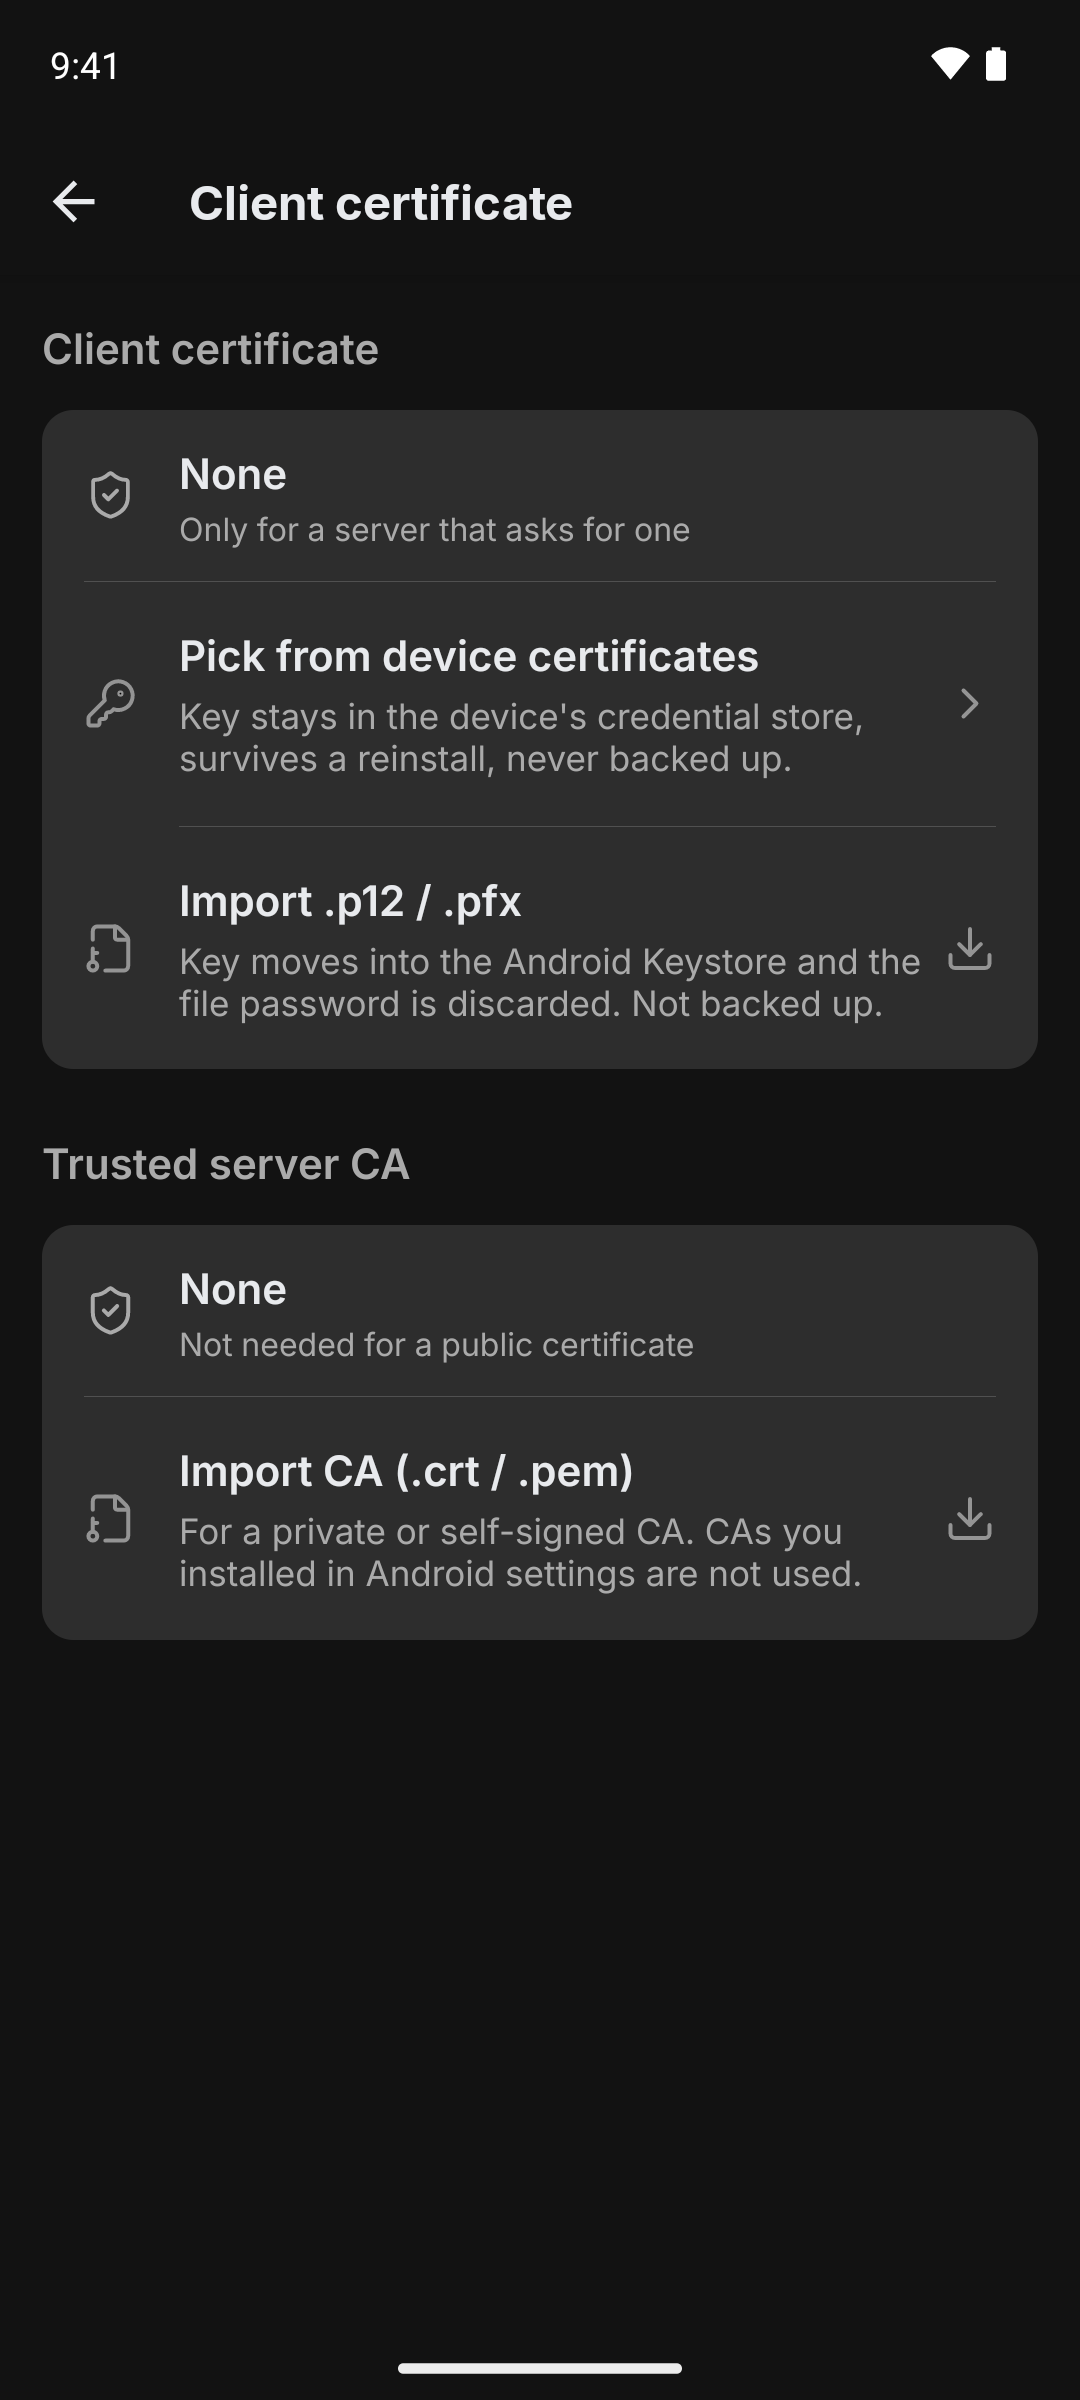 9:41
Client certificate
Client certificate
None
Only for a server that asks for one
Pick from device certificates
Key stays in the device's credential store,
survives a reinstall, never backed up.
Import .p12 / .pfx
Key moves into the Android Keystore and the
file password is discarded. Not backed up.
Trusted server CA
None
Not needed for a public certificate
Import CA (.crt / .pem)
For a private or self-signed CA. CAs you
installed in Android settings are not used.